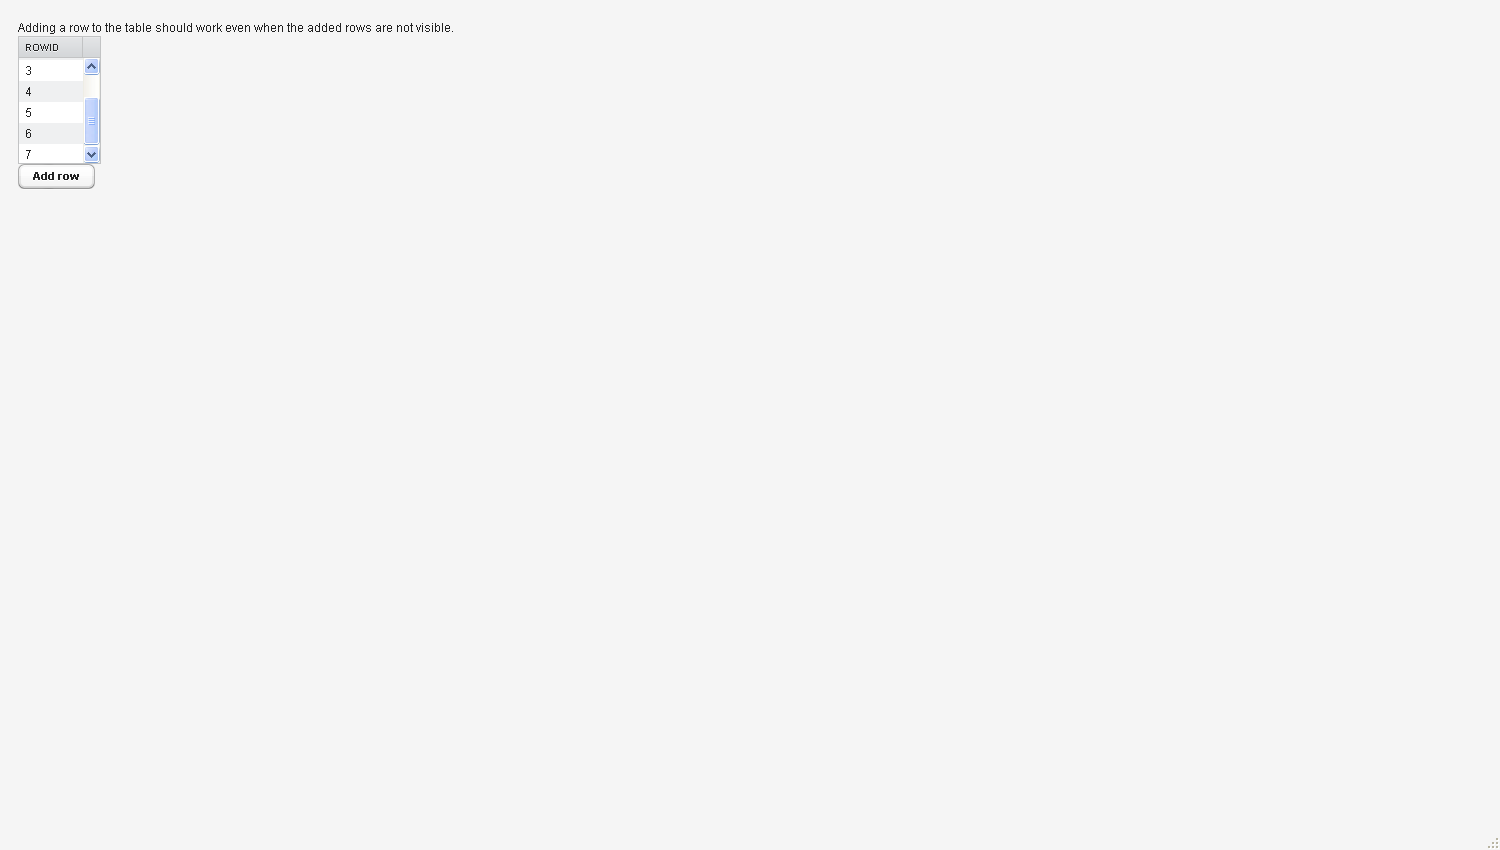 Adding a row to the table should work even when the added rows are not visible.
ROWID
3
4
5
6
7
Add row